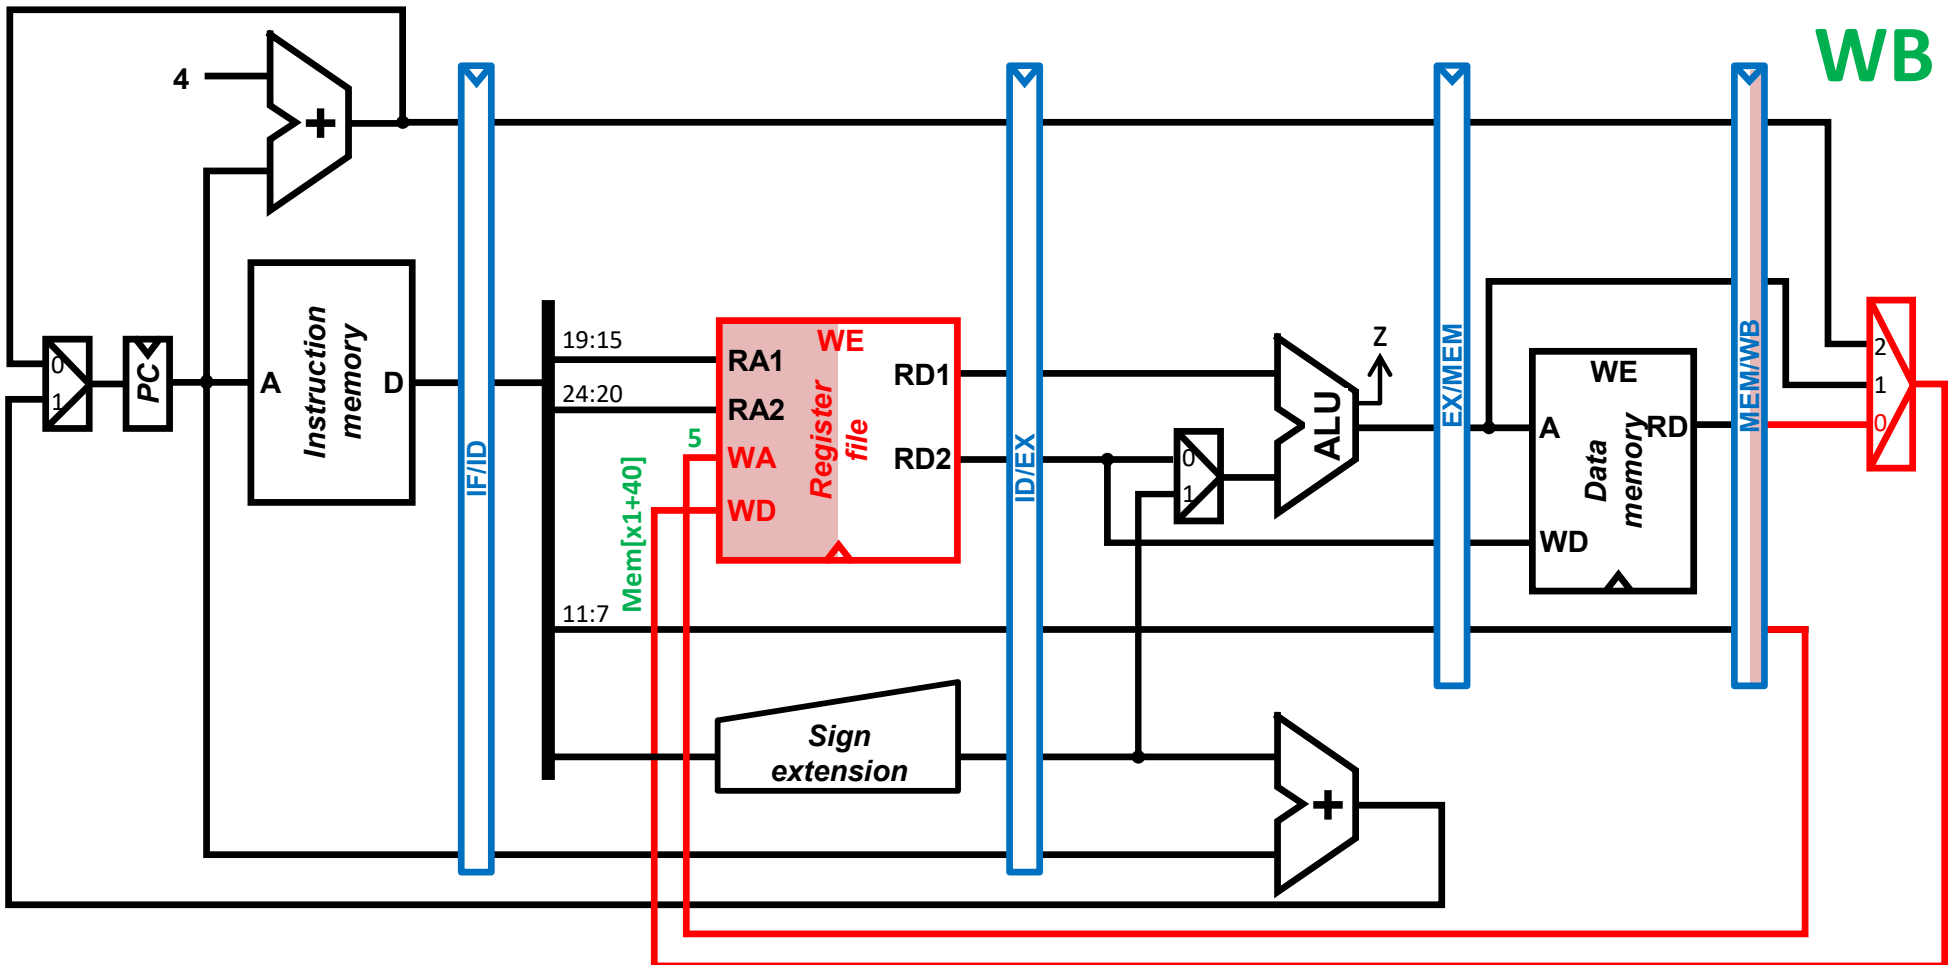 WB
4
+
0
1
PC
A
D
Instruction
memory
IF/ID
19:15
24:20
5
Mem[x1+40]
11:7
RA1
RA2
WA
WD
WE
Register
file
RD1
RD2
Sign
extension
ID/EX
0
1
ALU
Z
+
EX/MEM
A
WE
RD
WD
Data
memory
MEM/WB
2
1
0